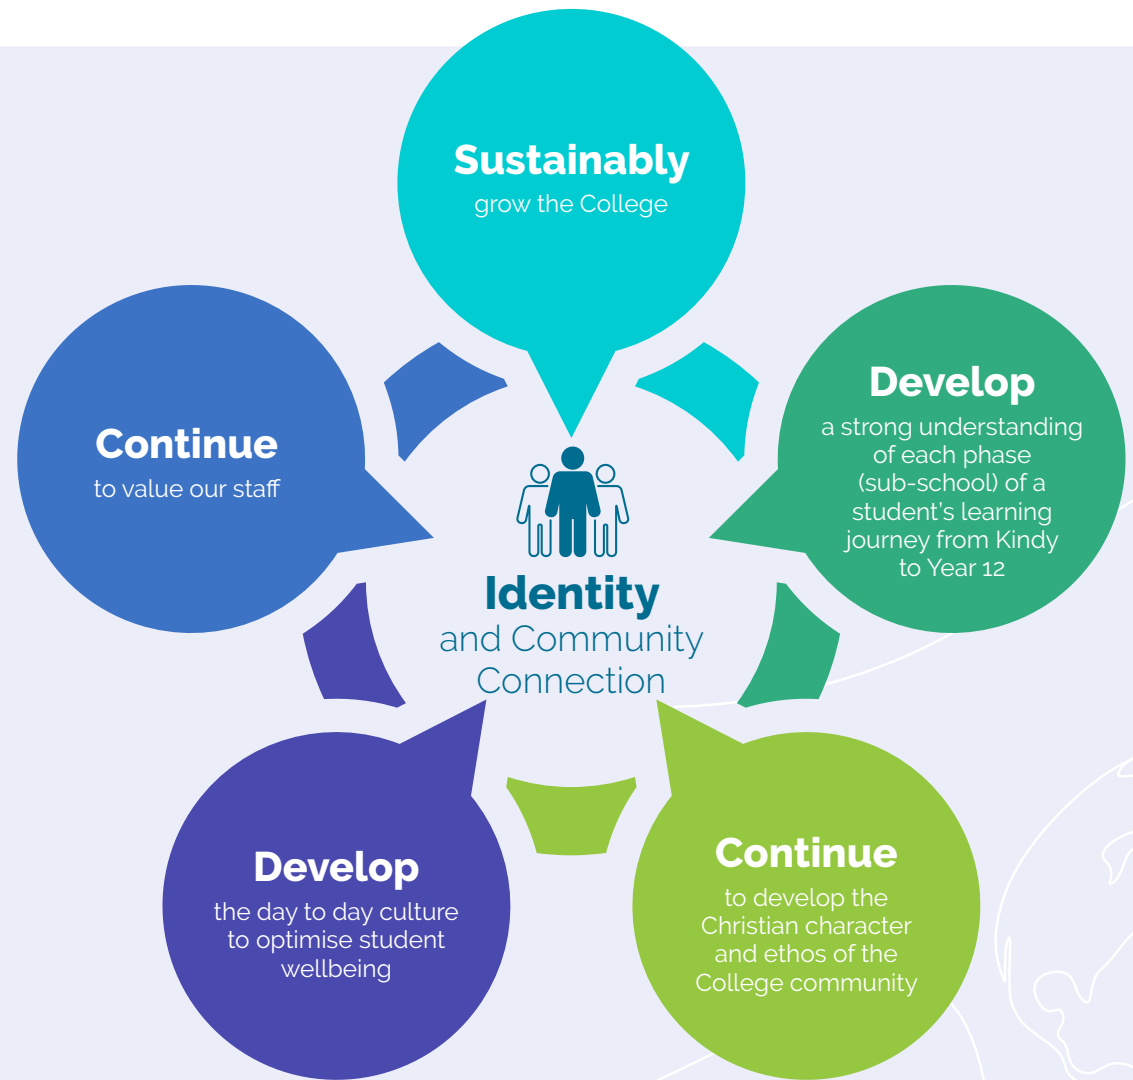 Sustainably
grow the College
Develop
a strong understanding
of each phase
(sub-school) of a
student's learning
journey from Kindy
to Year 12
Continue
to develop the
Christian character
and ethos of the
College community
Develop
the day to day culture
to optimise student
wellbeing
Continue
to value our staff
Identity
and Community
Connection